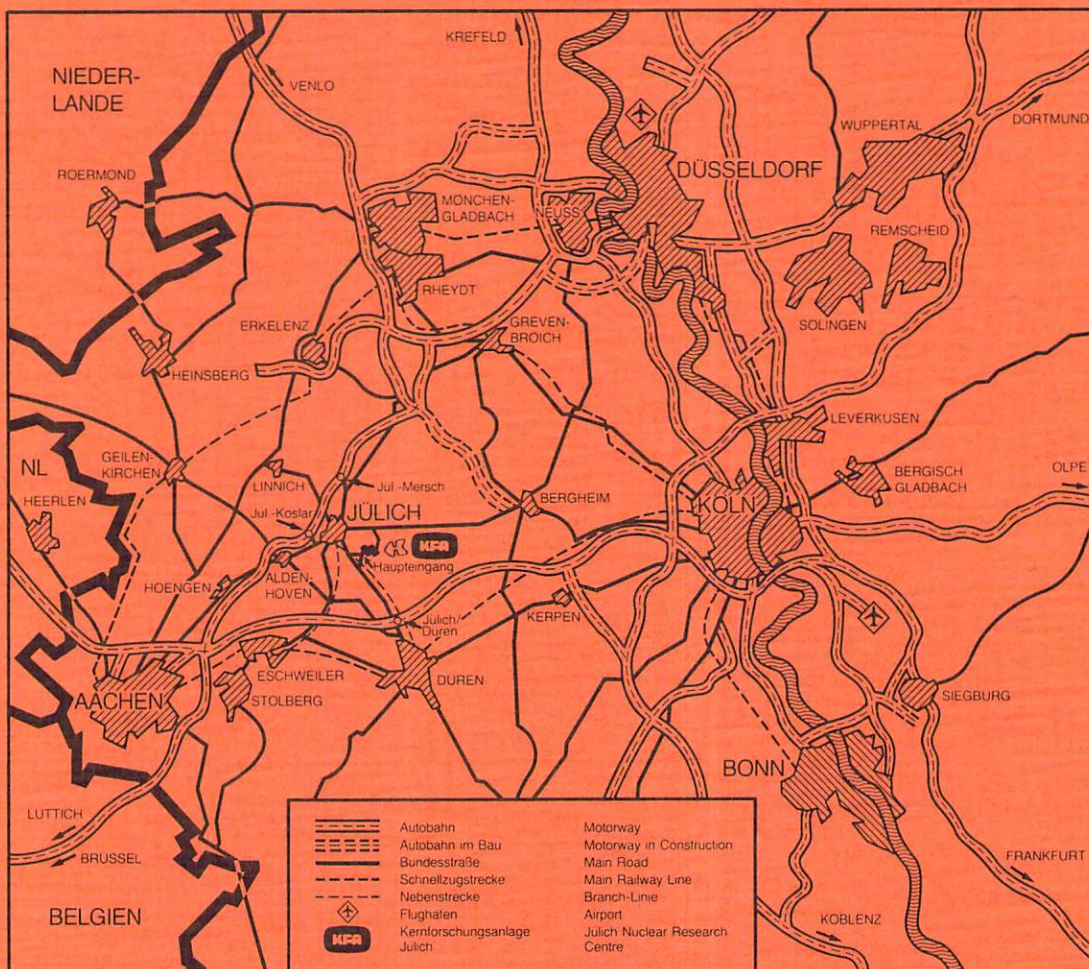 KREFELD
NIEDER-
LANDE
VENLO
DORTMUND
WUPPERTAL
DÜSSELDORF
ROERMOND
MÖNCHEN-
GLADBACH
NEUSS
REMSCHEID
RHEYDT
SOLINGEN
ERKELENZ
GREVEN-
BROICH
HEINSBERG
LEVERKUSEN
NL
GEILEN-
KIRCHEN
LINNICH
Jül.-Mersch
BERGHEIM
BERGISCH
GLADBACH
OLPE
HEERLEN
Jül.-Koslar
JÜLICH
KÖLN
KFA
Haupteingang
HOENGEN
ALDEN-
HOVEN
KERPEN
Jülich/
Düren
ESCHWEILER
DÜREN
AACHEN
STOLBERG
SIEGBURG
BONN
LÜTTICH
BRÜSSEL
FRANKFURT
BELGIEN
KOBLENZ
Autobahn Motorway
Autobahn im Bau Motorway in Construction
Bundesstraße Main Road
Schnellzugstrecke Main Railway Line
Nebenstrecke Branch-Linie
Flughafen Airport
KFA Kernforschungsanlage Jülich Nuclear Research
Jülich Centre